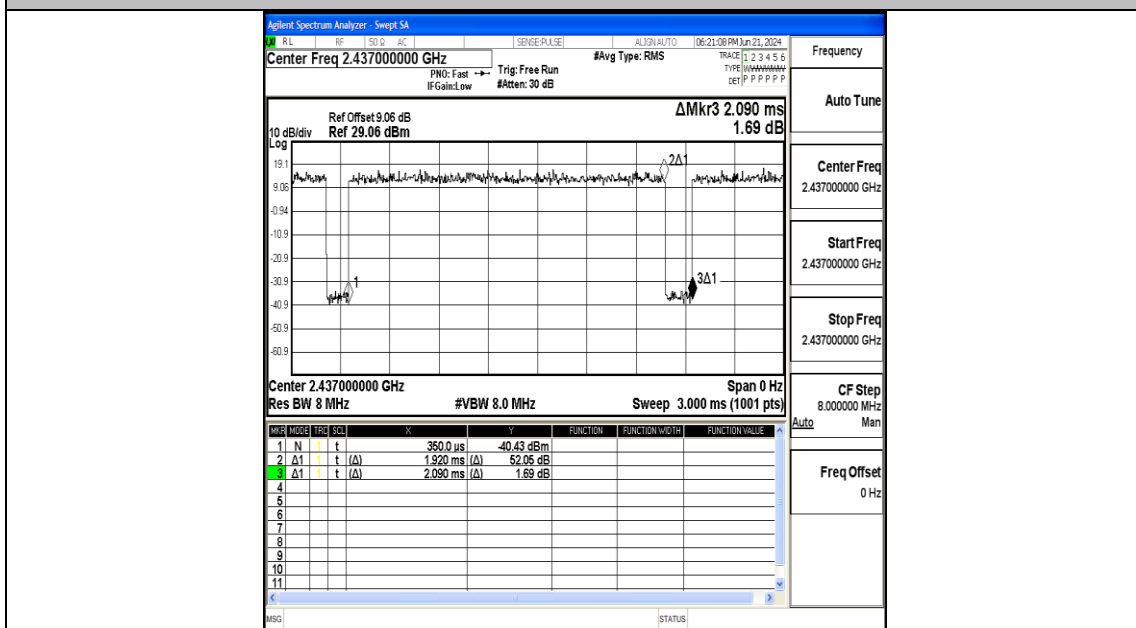 Agilent Spectrum Analyzer - Swept SA
LXI RL RF 50 Ω AC SENSE:PULSE ALIGN AUTO 06:21:08 PM Jun 21, 2024
Center Freq 2.437000000 GHz
#Avg Type: RMS
TRACE 1 2 3 4 5 6
TYPE
DET P P P P P P
PNO: Fast
IFGain:Low
Trig: Free Run
#Atten: 30 dB
ΔMkr3 2.090 ms
1.69 dB
Ref Offset 9.06 dB
10 dB/div Ref 29.06 dBm
Log
19.1
9.06
-0.94
-10.9
-20.9
-30.9
-40.9
-50.9
-60.9
2Δ1
1
3Δ1
Center 2.437000000 GHz Span 0 Hz
Res BW 8 MHz #VBW 8.0 MHz Sweep 3.000 ms (1001 pts)
MKR MODE TRC SCL X Y FUNCTION FUNCTION WIDTH FUNCTION VALUE
1 N 1 t 350.0 µs -40.43 dBm
2 Δ1 1 t (Δ) 1.920 ms (Δ) 52.05 dB
3 Δ1 1 t (Δ) 2.090 ms (Δ) 1.69 dB
4
5
6
7
8
9
10
11
MSG STATUS
Frequency
Auto Tune
Center Freq
2.437000000 GHz
Start Freq
2.437000000 GHz
Stop Freq
2.437000000 GHz
CF Step
8.000000 MHz
Auto Man
Freq Offset
0 Hz